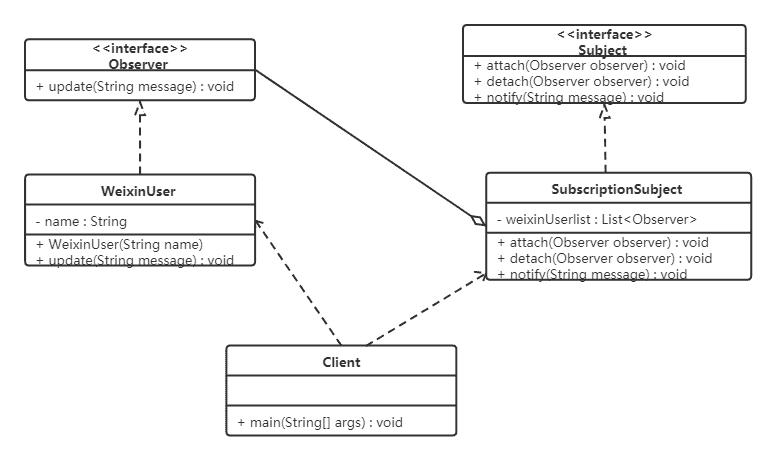 <<interface>>
Observer
+ update(String message) : void
<<interface>>
Subject
+ attach(Observer observer) : void
+ detach(Observer observer) : void
+ notify(String message) : void
WeixinUser
- name : String
+ WeixinUser(String name)
+ update(String message) : void
SubscriptionSubject
- weixinUserlist : List<Observer>
+ attach(Observer observer) : void
+ detach(Observer observer) : void
+ notify(String message) : void
Client
+ main(String[] args) : void